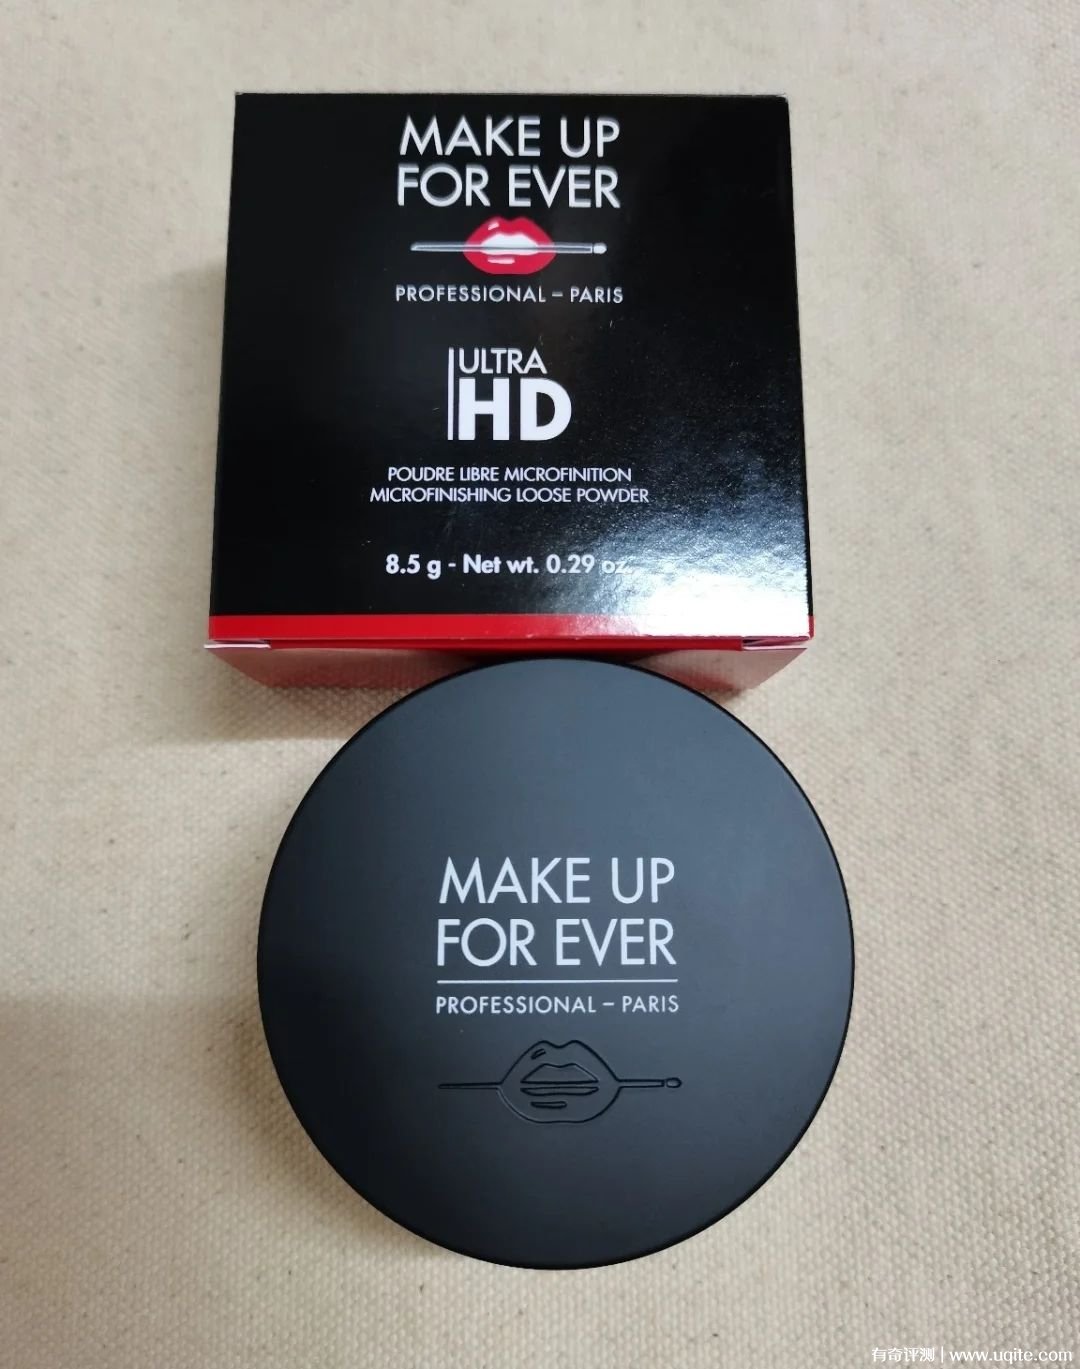 MAKE UP
FOR EVER
PROFESSIONAL – PARIS
ULTRA
HD
POUDRE LIBRE MICROFINITION
MICROFINISHING LOOSE POWDER
8.5 g - Net wt. 0.29 oz.
MAKE UP
FOR EVER
PROFESSIONAL – PARIS
有奇评测 | www.uqite.com